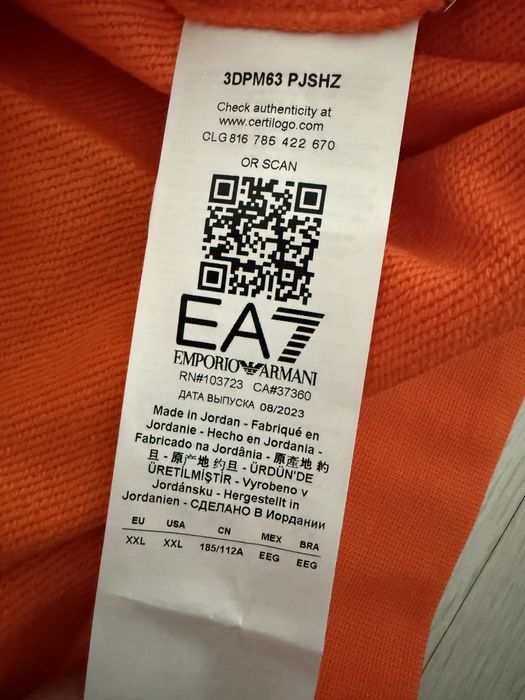 3DPM63 PJSHZ
Check authenticity at
www.certilogo.com
CLG 816 785 422 670
OR SCAN
EA7
EMPORIO ARMANI
RN#103723 CA#37360
ДАТА ВЫПУСКА 08/2023
Made in Jordan - Fabriqué en
Jordanie - Hecho en Jordania -
Fabricado na Jordânia - 原產地 約
旦 - 原产地 约旦 - ÜRDÜN'DE
ÜRETİLMİŞTİR - Vyrobeno v
Jordánsku - Hergestellt in
Jordanien - СДЕЛАНО В Иордании
EU USA CN MEX BRA
XXL XXL 185/112A EEG EEG